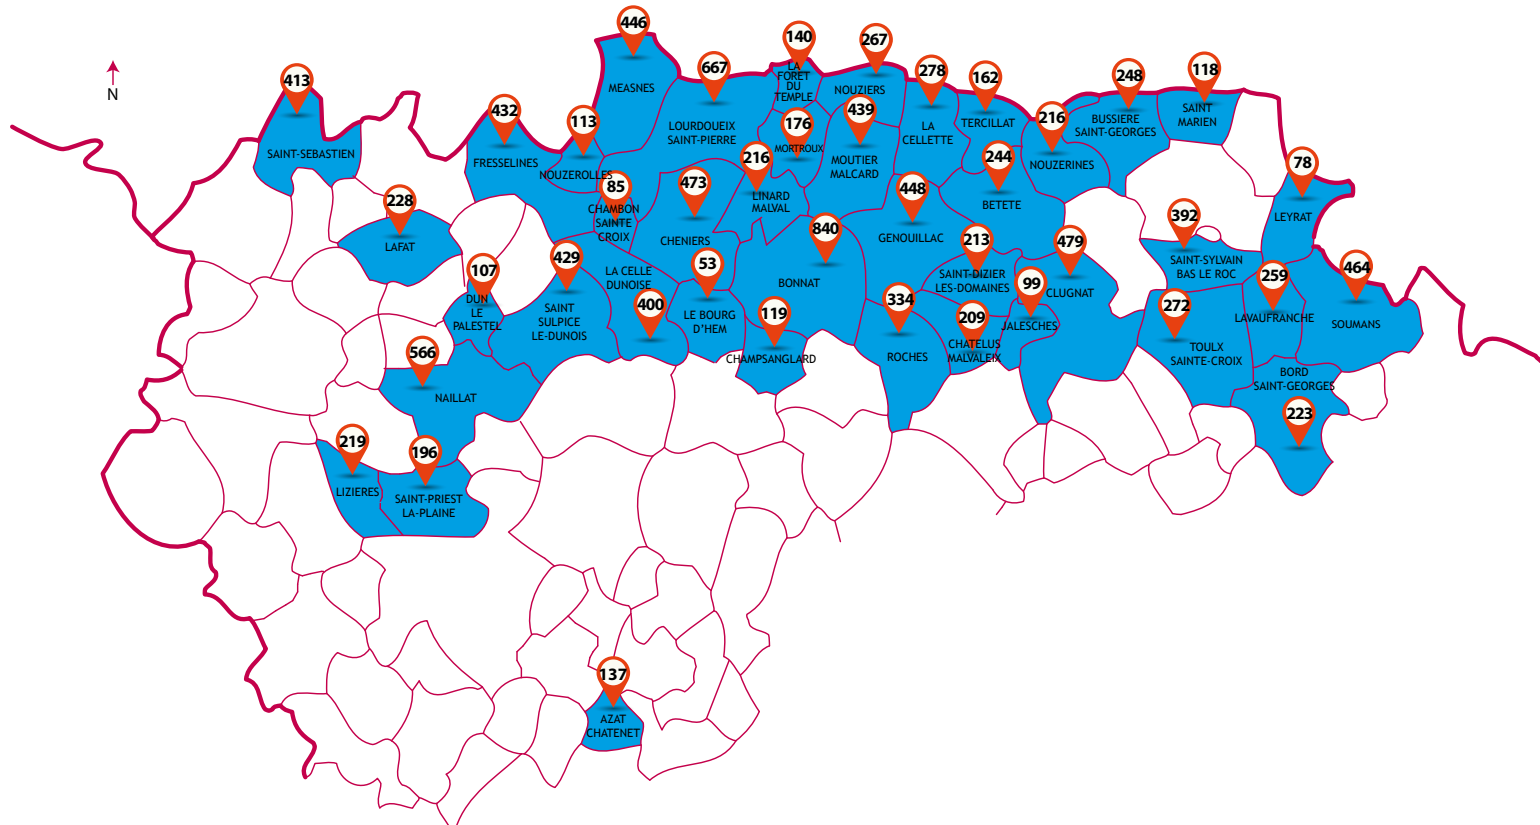 446
140
267
667
278
162
248
118
413
N
MEASNES
LA
FORET
DU
TEMPLE
NOUZIERS
432
113
LOURDOUEIX
SAINT-PIERRE
176
MORTROUX
439
MOUTIER
MALCARD
LA
CELLETTE
TERCILLAT
216
NOUZERINES
BUSSIERE
SAINT-GEORGES
SAINT
MARIEN
SAINT-SEBASTIEN
FRESSELINES
NOUZEROLLES
85
CHAMBON
SAINTE
CROIX
473
CHENIERS
216
LINARD
MALVAL
244
BETETE
78
LEYRAT
228
LAFAT
448
GENOUILLAC
392
SAINT-SYLVAIN
BAS LE ROC
840
BONNAT
213
SAINT-DIZIER
LES-DOMAINES
479
CLUGNAT
107
DUN
LE
PALESTEL
429
SAINT
SULPICE
LE-DUNOIS
LA CELLE
DUNOISE
400
53
LE BOURG
D'HEM
119
CHAMPSANGLARD
334
ROCHES
209
CHATELUS
MALVALEIX
99
JALESCHES
272
TOULX
SAINTE-CROIX
259
LAVAUFRANCHE
464
SOUMANS
566
NAILLAT
BORD
SAINT-GEORGES
223
219
LIZIERES
196
SAINT-PRIEST
LA-PLAINE
137
AZAT
CHATENET